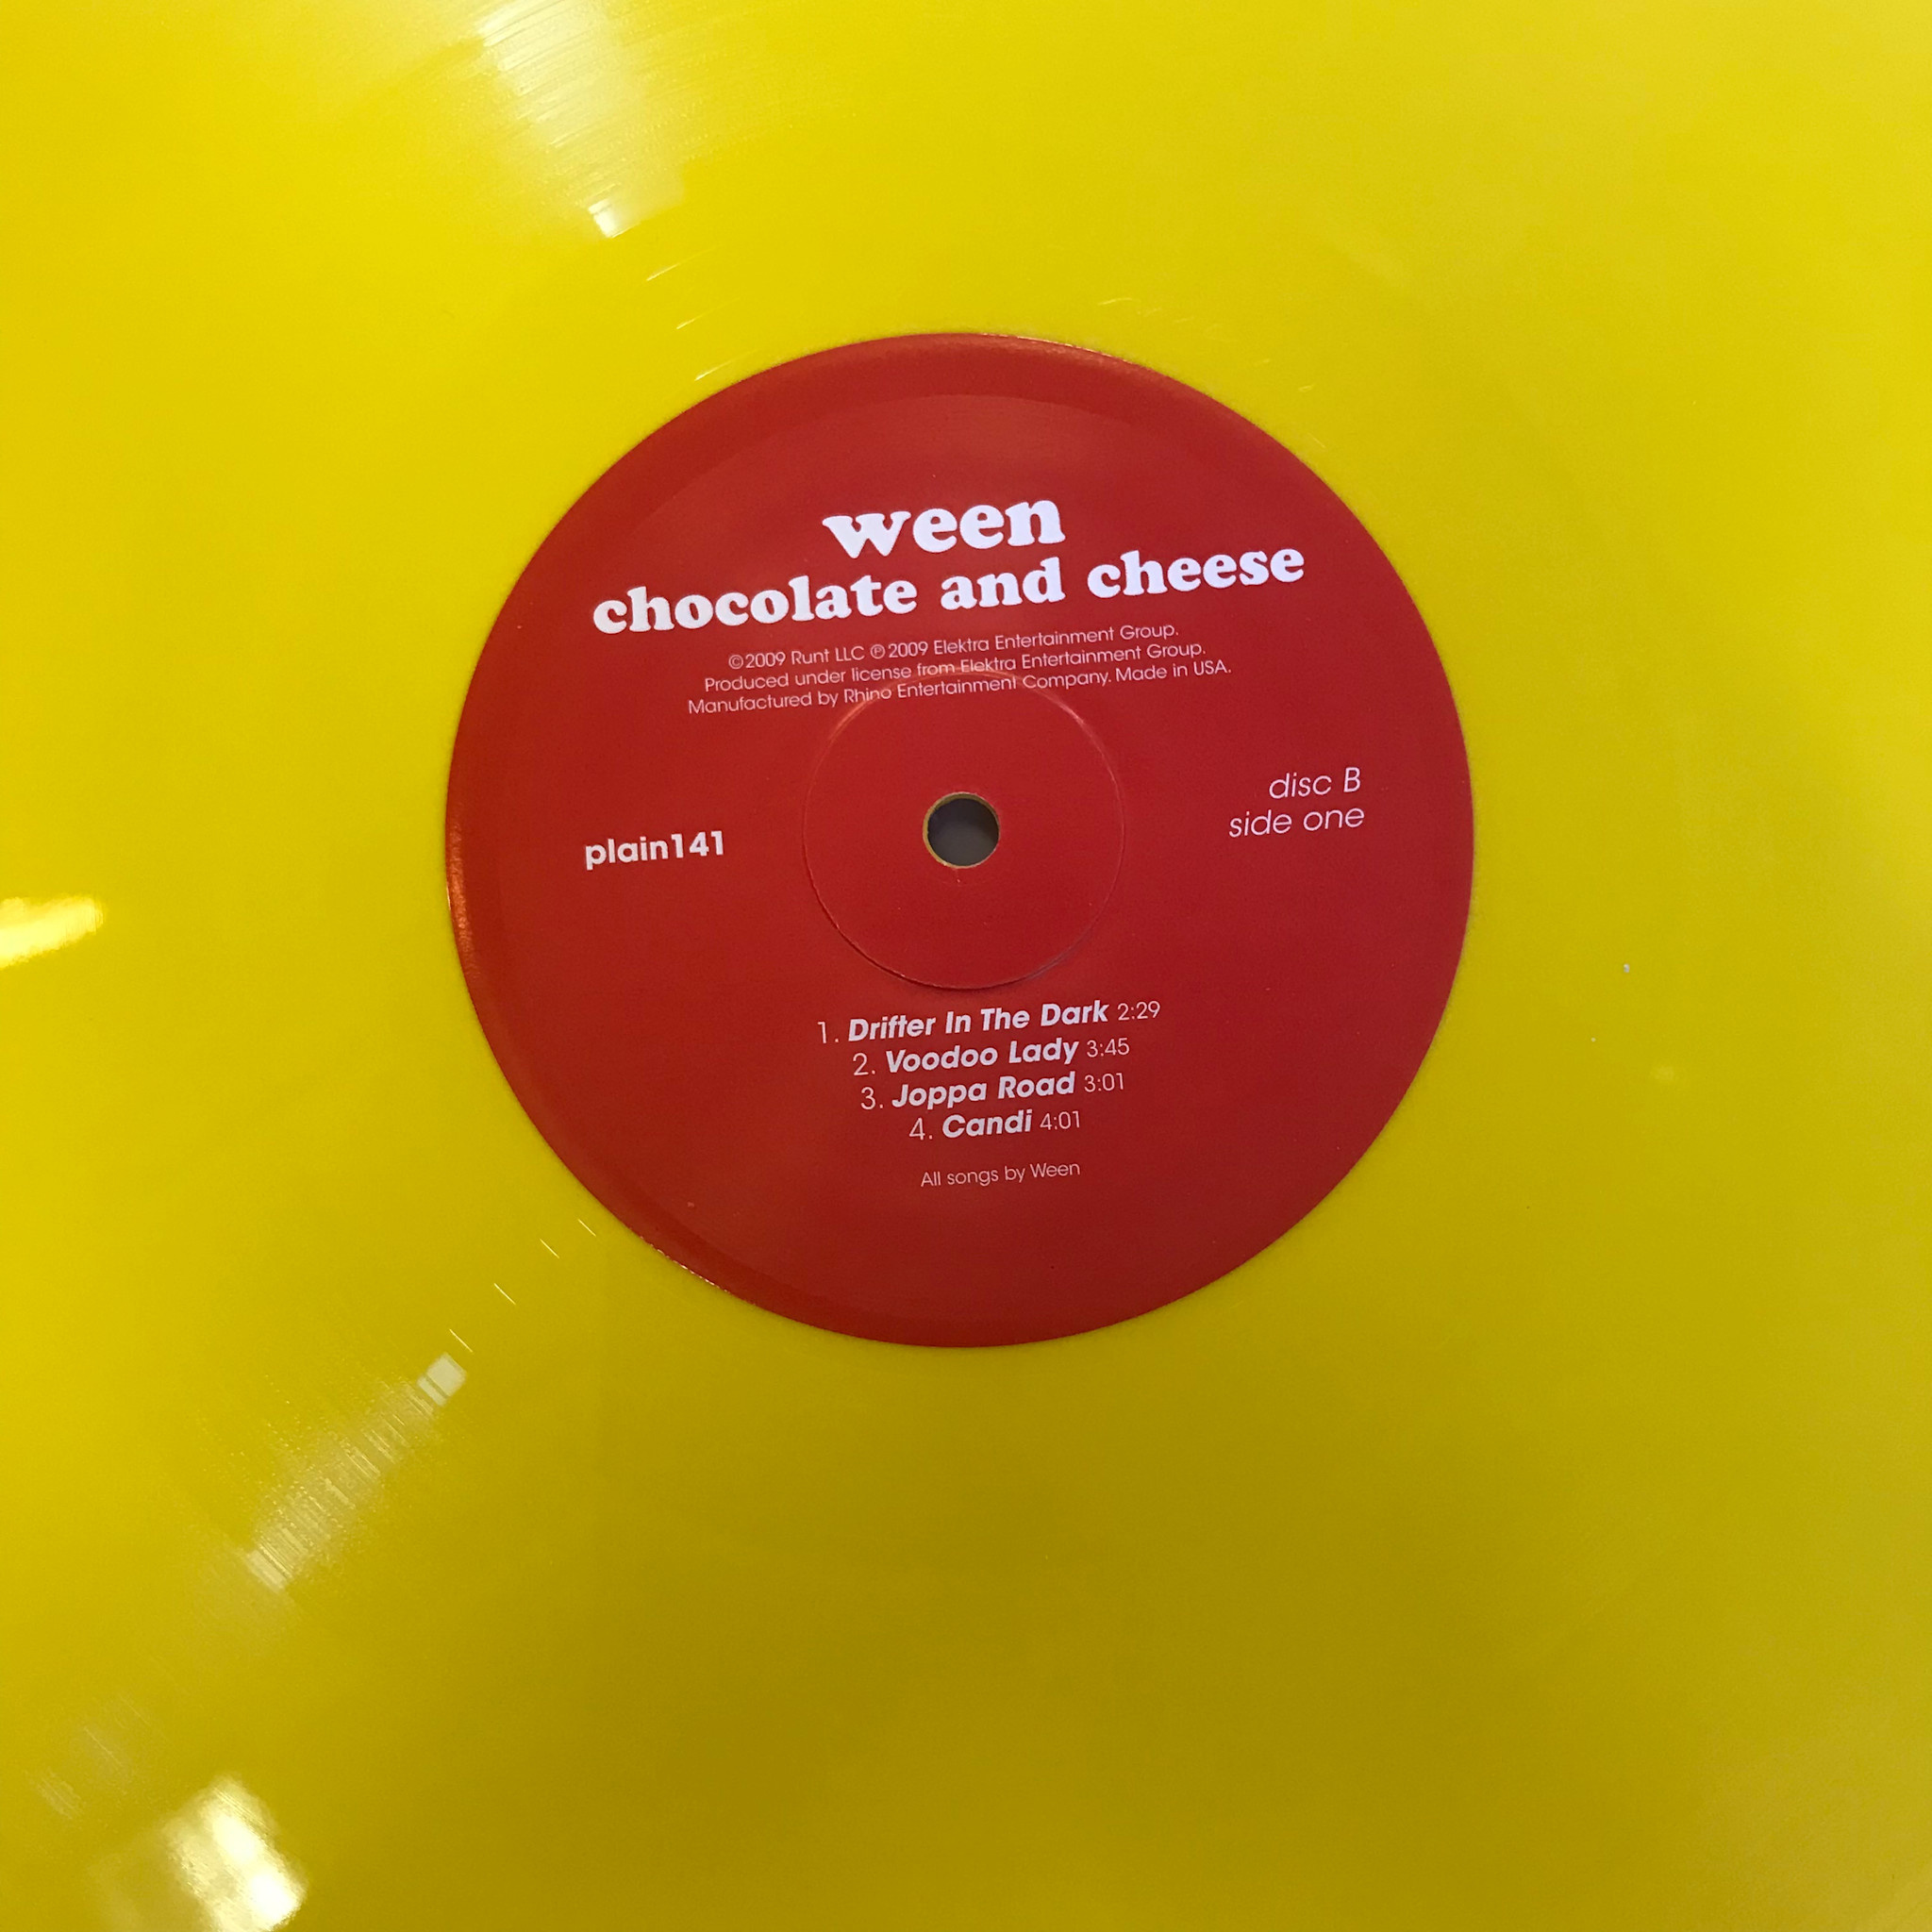 ween
chocolate and cheese
©2009 Runt LLC ℗2009 Elektra Entertainment Group.
Produced under license from Elektra Entertainment Group.
Manufactured by Rhino Entertainment Company. Made in USA.
disc B
side one
plain141
1. Drifter In The Dark 2:29
2. Voodoo Lady 3:45
3. Joppa Road 3:01
4. Candi 4:01
All songs by Ween